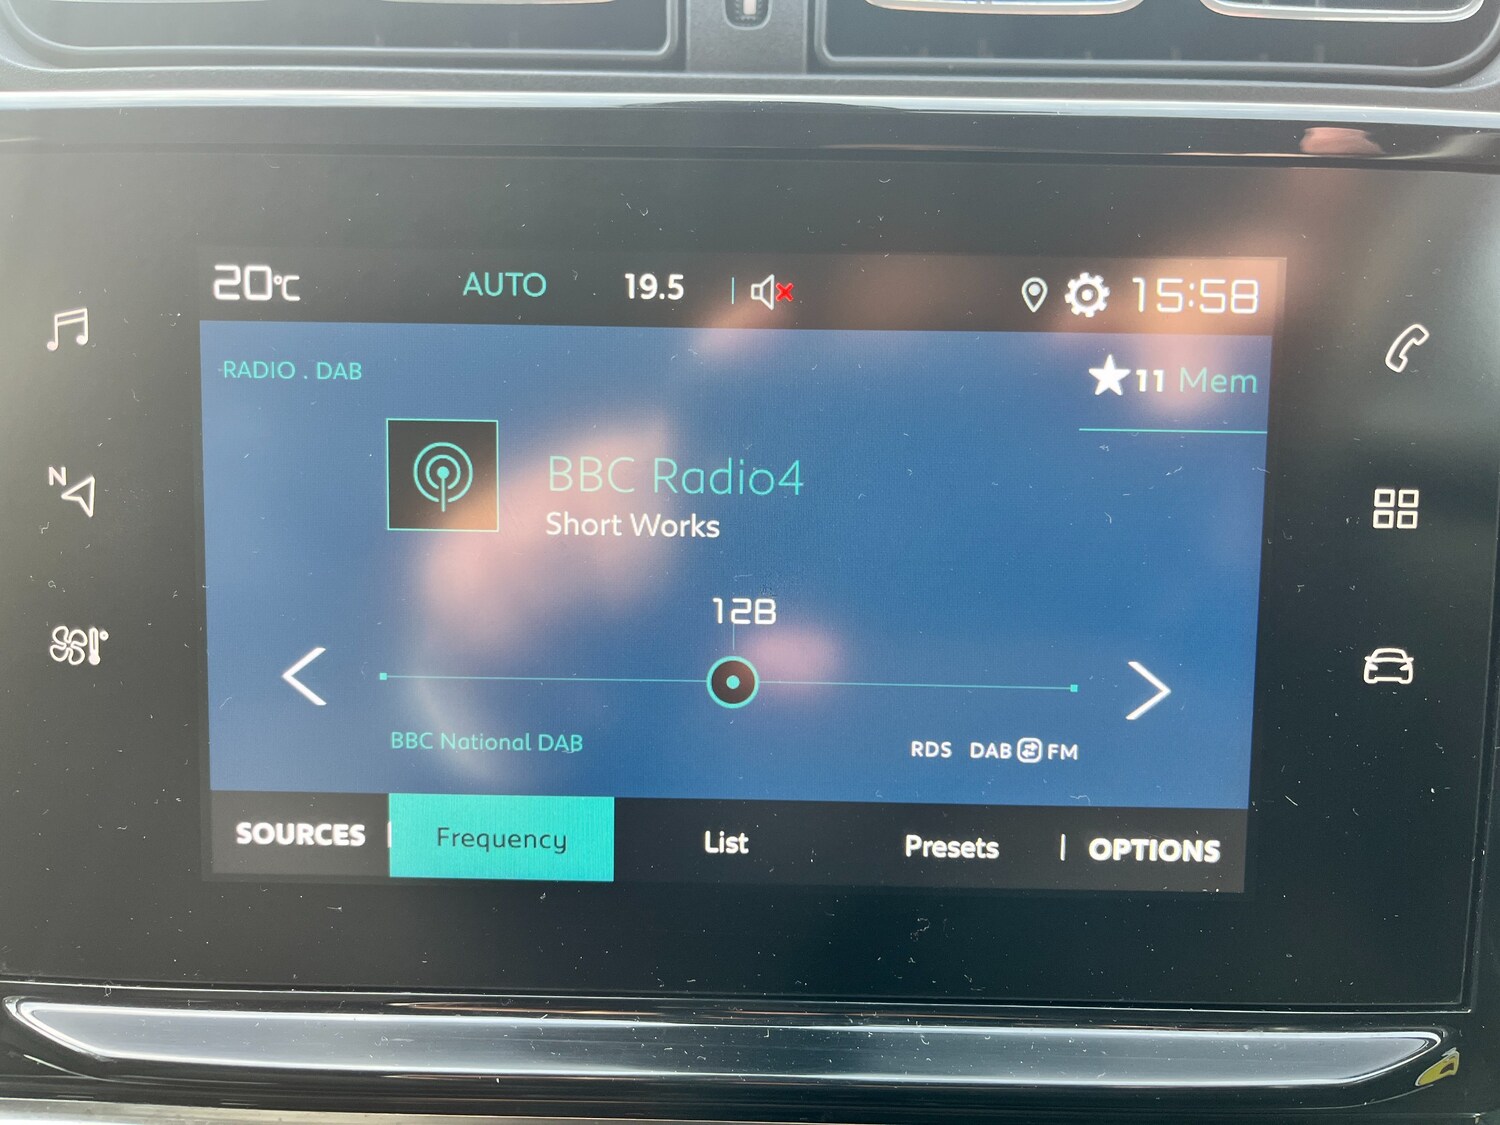 20°C AUTO 19.5 15:58
RADIO . DAB
11 Mem
N
BBC Radio4
Short Works
12B
BBC National DAB
RDS DAB FM
SOURCES Frequency List Presets OPTIONS